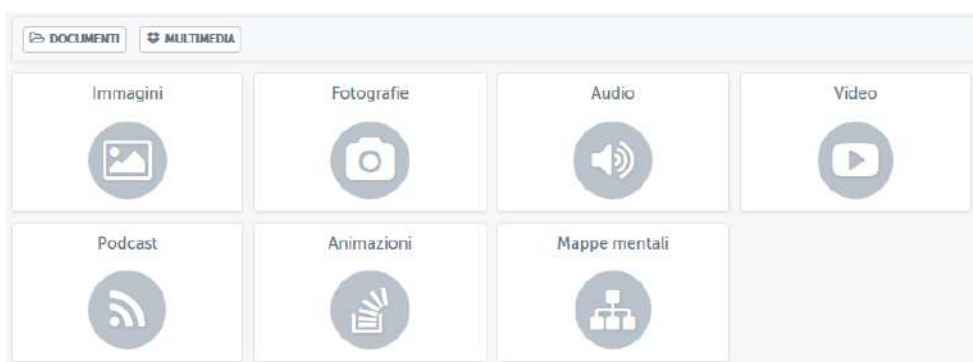 DOCUMENTI MULTIMEDIA
Immagini Fotografie Audio Video
Podcast Animazioni Mappe mentali